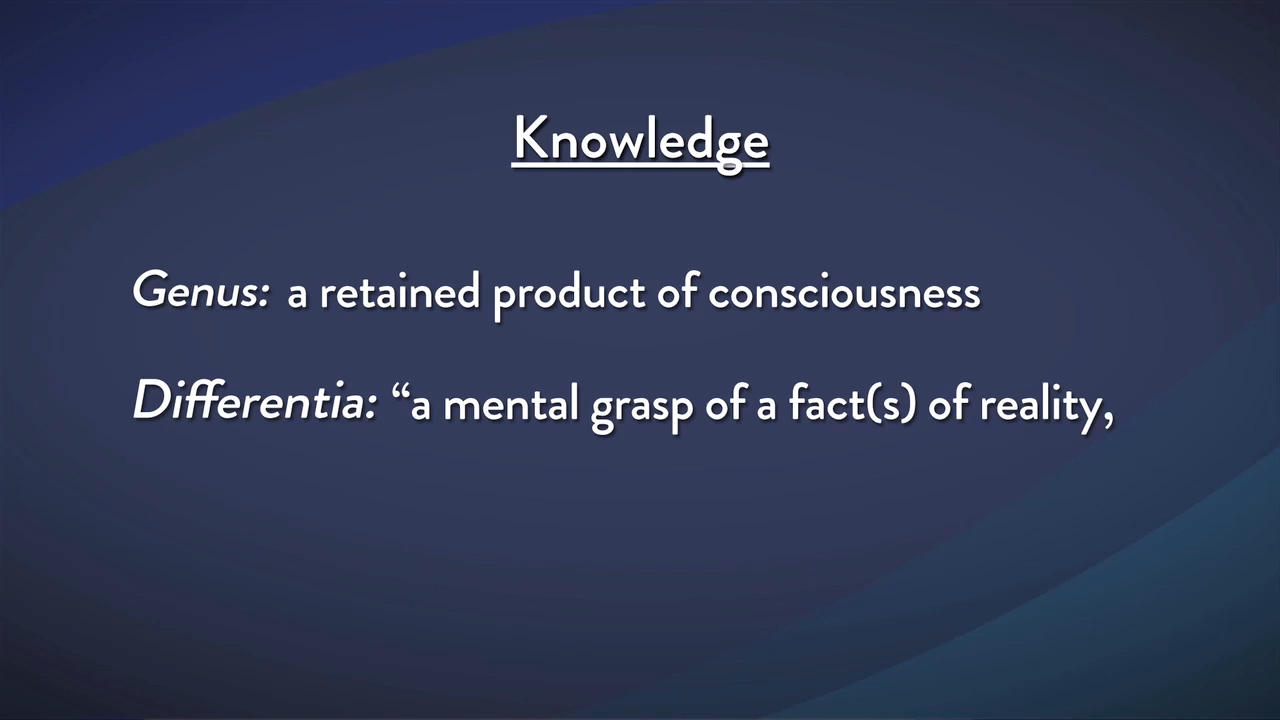 Knowledge
Genus: a retained product of consciousness
Differentia: “a mental grasp of a fact(s) of reality,